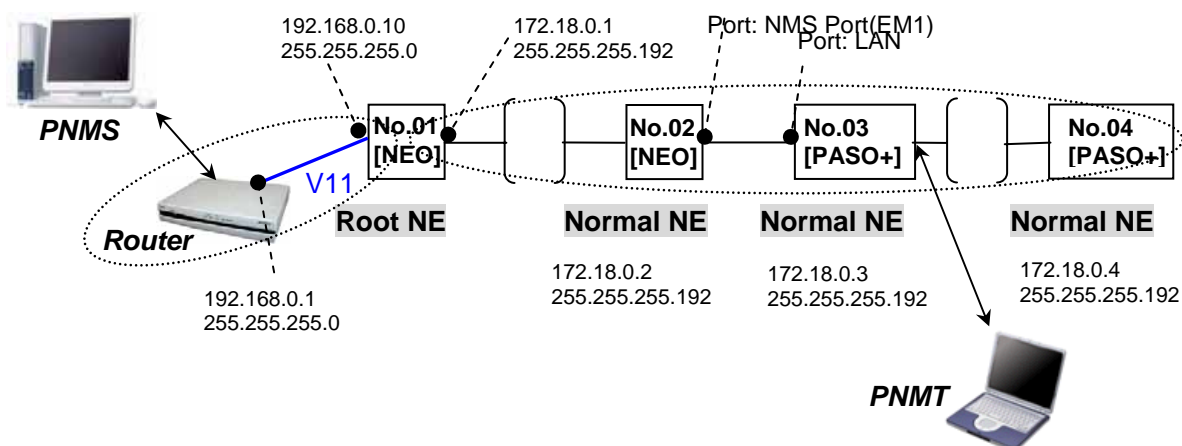 192.168.0.10
255.255.255.0
172.18.0.1
255.255.255.192
Port: NMS Port(EM1)
Port: LAN
PNMS
No.01
[NEO]
No.02
[NEO]
No.03
[PASO+]
No.04
[PASO+]
V11
Router
Root NE
Normal NE
Normal NE
Normal NE
192.168.0.1
255.255.255.0
172.18.0.2
255.255.255.192
172.18.0.3
255.255.255.192
172.18.0.4
255.255.255.192
PNMT